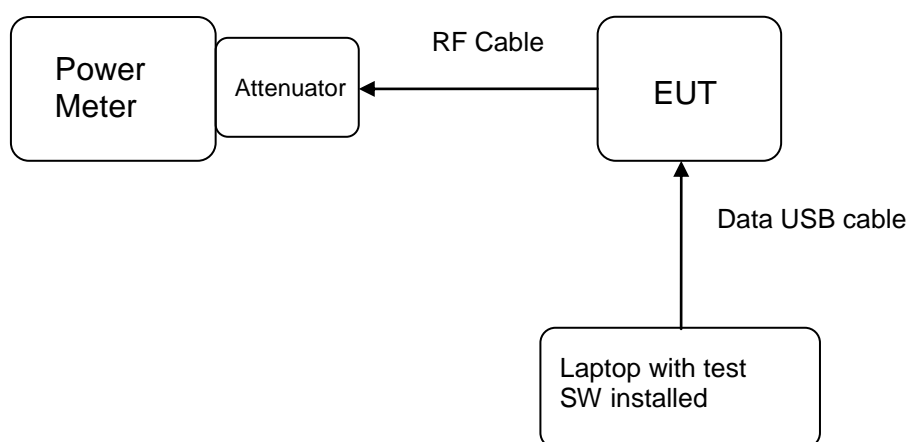 RF Cable
Power
Meter
Attenuator
EUT
Data USB cable
Laptop with test
SW installed